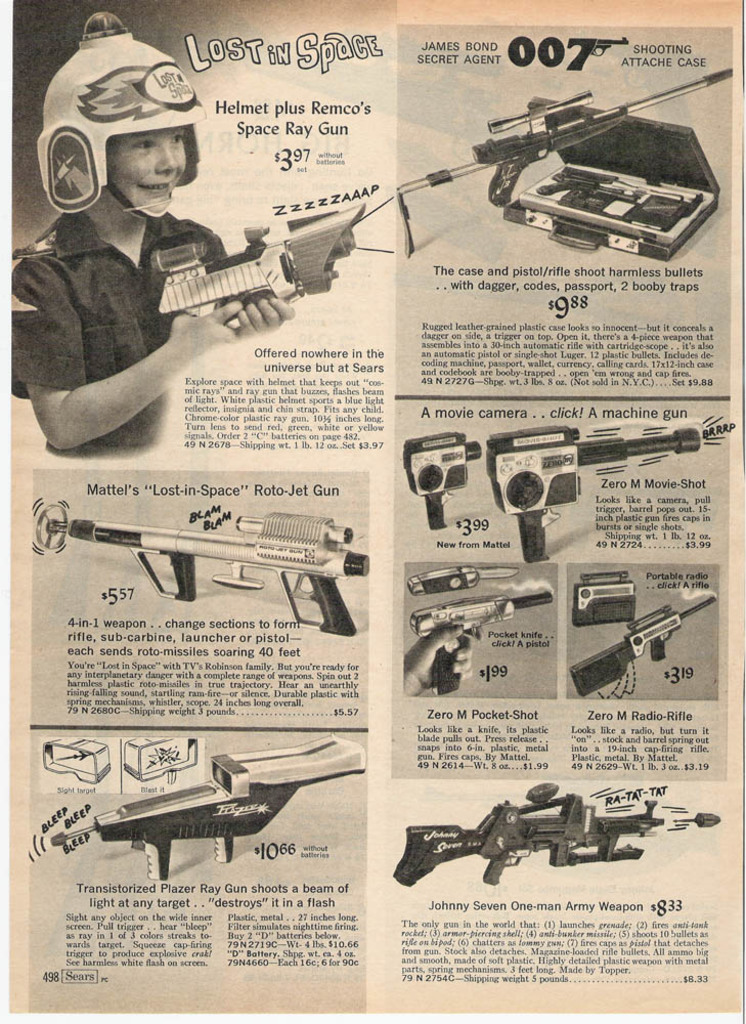 LOST IN SPACE
LOST IN SPACE
Helmet plus Remco's
Space Ray Gun
$3.97 set without batteries
ZZZZZAAAP
Offered nowhere in the
universe but at Sears
Explore space with helmet that keeps out "cos-
mic rays" and ray gun that buzzes, flashes beam
of light. White plastic helmet sports a blue light
reflector, insignia and chin strap. Fits any child.
Chrome-color plastic ray gun. 10½ inches long.
Turn lens to send red, green, white or yellow
signals. Order 2 "C" batteries on page 482.
49 N 2678—Shipping wt. 1 lb. 12 oz. Set $3.97
Mattel's "Lost-in-Space" Roto-Jet Gun
BLAM
BLAM
ROTO-JET GUN
$5.57
4-in-1 weapon . . change sections to form
rifle, sub-carbine, launcher or pistol—
each sends roto-missiles soaring 40 feet
You're "Lost in Space" with TV's Robinson family. But you're ready for
any interplanetary danger with a complete range of weapons. Spin out 2
harmless plastic roto-missiles in true trajectory. Hear an unearthly
rising-falling sound, startling ram-fire—or silence. Durable plastic with
spring mechanisms, whistler, scope. 24 inches long overall.
79 N 2680C—Shipping weight 3 pounds....................$5.57
Sight target
Blast it
BLEEP
BLEEP
BLEEP
$10.66 without batteries
Transistorized Plazer Ray Gun shoots a beam of
light at any target . . "destroys" it in a flash
Sight any object on the wide inner
screen. Pull trigger . . hear "bleep"
as ray in 1 of 3 colors streaks to-
wards target. Squeeze cap-firing
trigger to produce explosive crak!
See harmless white flash on screen.
Plastic, metal . . 27 inches long.
Filter simulates nighttime firing.
Buy 2 "D" batteries below.
79 N 2719C—Wt. 4 lbs. $10.66
"D" Battery. Shpg. wt. ea. 4 oz.
79N4660—Each 16c; 6 for 90c
498 Sears PC
JAMES BOND
SECRET AGENT 007 SHOOTING
ATTACHE CASE
The case and pistol/rifle shoot harmless bullets
. . with dagger, codes, passport, 2 booby traps
$9.88
Rugged leather-grained plastic case looks so innocent—but it conceals a
dagger on side, a trigger on top. Open it, there's a 4-piece weapon that
assembles into a 30-inch automatic rifle with cartridge-scope . . it's also
an automatic pistol or single-shot Luger. 12 plastic bullets. Includes de-
coding machine, passport, wallet, currency, calling cards. 17x12-inch case
and codebook are booby-trapped . . open 'em wrong and cap fires.
49 N 2727G—Shpg. wt. 3 lbs. 8 oz. (Not sold in N.Y.C.)....Set $9.88
A movie camera . . click! A machine gun
BRRRP
MOVIE-SHOT
ZERO M
$3.99
New from Mattel
Zero M Movie-Shot
Looks like a camera, pull
trigger, barrel pops out. 15-
inch plastic gun fires caps in
bursts or single shots.
Shipping wt. 1 lb. 12 oz.
49 N 2724.........$3.99
Pocket knife . .
click! A pistol
$1.99
Zero M Pocket-Shot
Looks like a knife, its plastic
blade pulls out. Press release . .
snaps into 6-in. plastic, metal
gun. Fires caps. By Mattel.
49 N 2614—Wt. 8 oz....$1.99
Portable radio
. . click! A rifle
$3.19
Zero M Radio-Rifle
Looks like a radio, but turn it
"on" . . stock and barrel spring out
into a 19-inch cap-firing rifle.
Plastic, metal. By Mattel.
49 N 2629—Wt. 1 lb. 3 oz. $3.19
RA-TAT-TAT
Johnny
Seven O.M.A.
Johnny Seven One-man Army Weapon $8.33
The only gun in the world that: (1) launches grenade; (2) fires anti-tank
rocket; (3) armor-piercing shell; (4) anti-bunker missile; (5) shoots 10 bullets as
rifle on bipod; (6) chatters as tommy gun; (7) fires caps as pistol that detaches
from gun. Stock also detaches. Magazine-loaded rifle bullets. All ammo big
and smooth, made of soft plastic. Highly detailed plastic weapon with metal
parts, spring mechanisms. 3 feet long. Made by Topper.
79 N 2754C—Shipping weight 5 pounds............................$8.33